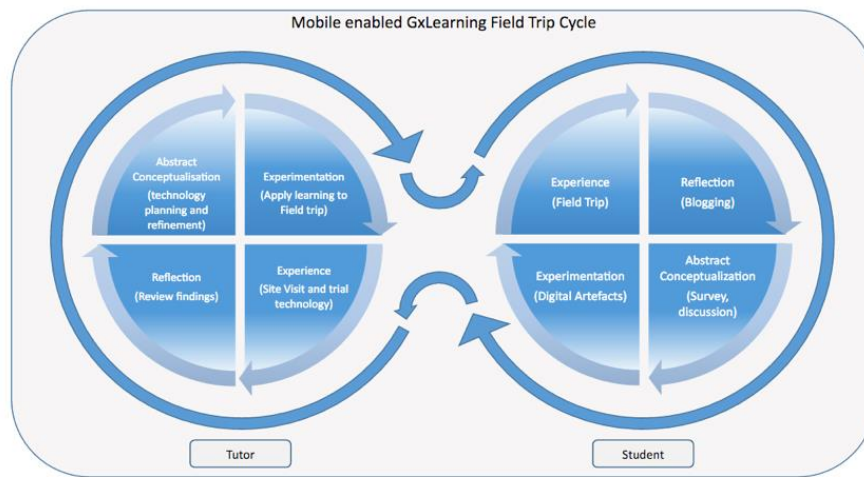 Mobile enabled GxLearning Field Trip Cycle
Abstract
Conceptualisation
(technology
planning and
refinement)
Experimentation
(Apply learning to
Field trip)
Reflection
(Review findings)
Experience
(Site Visit and trial
technology)
Experience
(Field Trip)
Reflection
(Blogging)
Experimentation
(Digital Artefacts)
Abstract
Conceptualization
(Survey,
discussion)
Tutor
Student